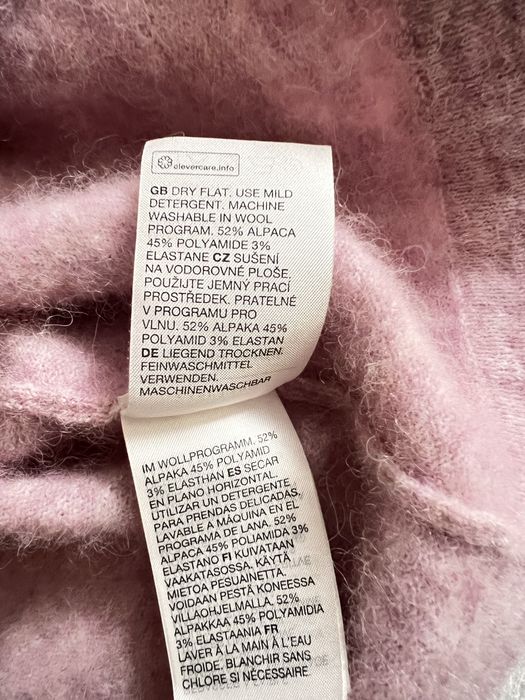 clevercare.info
GB DRY FLAT. USE MILD
DETERGENT. MACHINE
WASHABLE IN WOOL
PROGRAM. 52% ALPACA
45% POLYAMIDE 3%
ELASTANE CZ SUŠENÍ
NA VODOROVNÉ PLOŠE.
POUŽIJTE JEMNÝ PRACÍ
PROSTŘEDEK. PRATELNÉ
V PROGRAMU PRO
VLNU. 52% ALPAKA 45%
POLYAMID 3% ELASTAN
DE LIEGEND TROCKNEN.
FEINWASCHMITTEL
VERWENDEN.
MASCHINENWASCHBAR
IM WOLLPROGRAMM. 52%
ALPAKA 45% POLYAMID
3% ELASTHAN ES SECAR
EN PLANO HORIZONTAL.
UTILIZAR UN DETERGENTE
PARA PRENDAS DELICADAS,
LAVABLE A MÁQUINA EN EL
PROGRAMA DE LANA. 52%
ALPACA 45% POLIAMIDA 3%
ELASTANO FI KUIVATAAN
VAAKATASOSSA. KÄYTÄ
MIETOA PESUAINETTA.
VOIDAAN PESTÄ KONEESSA
VILLAOHJELMALLA. 52%
ALPAKKAA 45% POLYAMIDIA
3% ELASTAANIA FR
LAVER À LA MAIN À L'EAU
FROIDE. BLANCHIR SANS
CHLORE SI NÉCESSAIRE.